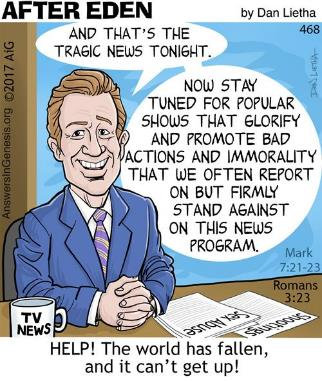 AFTER EDEN
by Dan Lietha
468
AND THAT'S THE
TRAGIC NEWS TONIGHT.
NOW STAY
TUNED FOR POPULAR
SHOWS THAT GLORIFY
AND PROMOTE BAD
ACTIONS AND IMMORALITY
THAT WE OFTEN REPORT
ON BUT FIRMLY
STAND AGAINST
ON THIS NEWS
PROGRAM.
AnswersInGenesis.org ©2017 AiG
Mark
7:21-23
Romans
3:23
TV
NEWS
Sex Abuse
Shootings
HELP! The world has fallen,
and it can't get up!